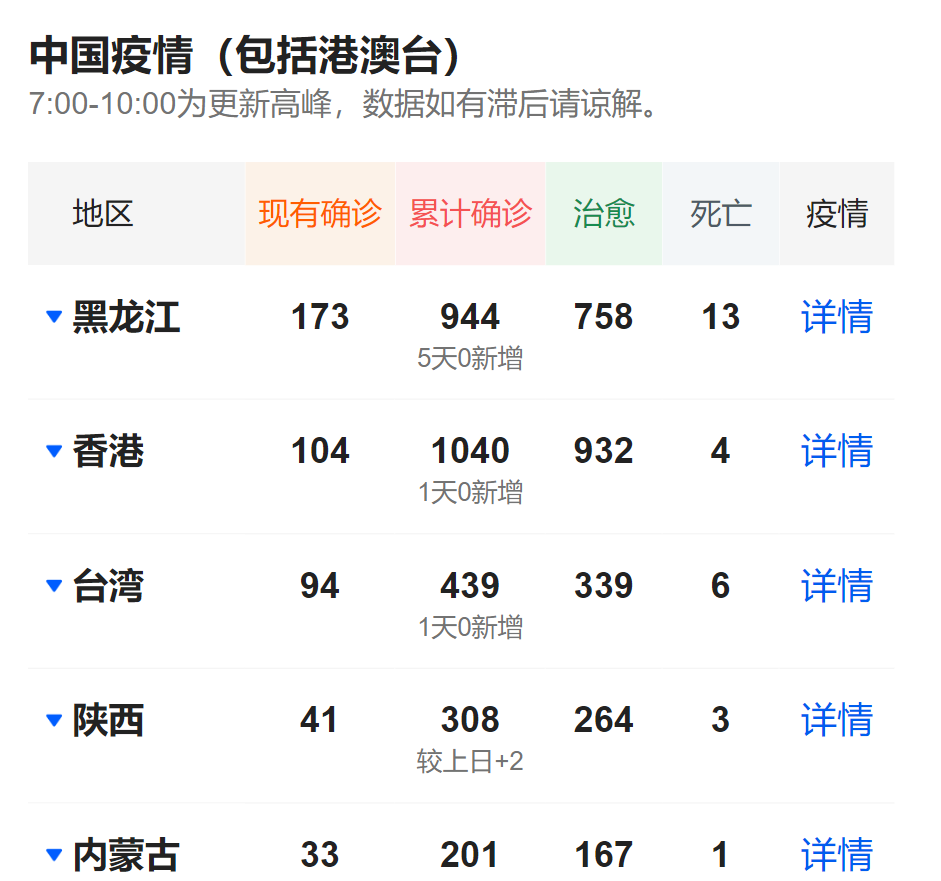 中国疫情（包括港澳台）
7:00-10:00为更新高峰，数据如有滞后请谅解。
地区 现有确诊 累计确诊 治愈 死亡 疫情
黑龙江 173 944 758 13 详情
5天0新增
香港 104 1040 932 4 详情
1天0新增
台湾 94 439 339 6 详情
1天0新增
陕西 41 308 264 3 详情
较上日+2
内蒙古 33 201 167 1 详情